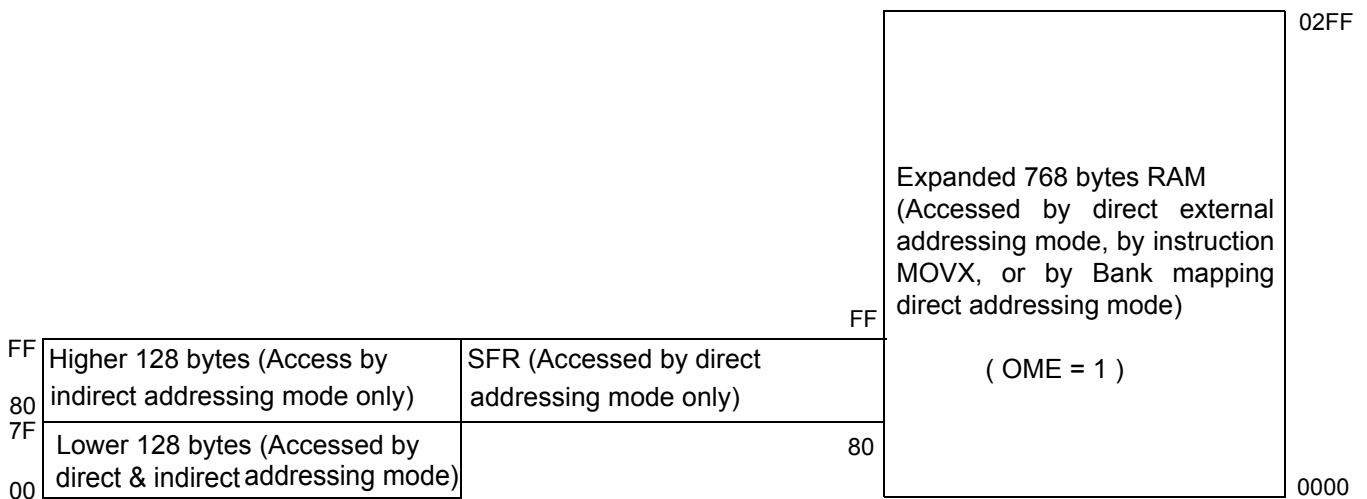 02FF
Expanded 768 bytes RAM
(Accessed by direct external
addressing mode, by instruction
MOVX, or by Bank mapping
direct addressing mode)
( OME = 1 )
0000
FF
FF
Higher 128 bytes (Access by
indirect addressing mode only)
80
SFR (Accessed by direct
addressing mode only)
7F
Lower 128 bytes (Accessed by
direct & indirect addressing mode)
00
80